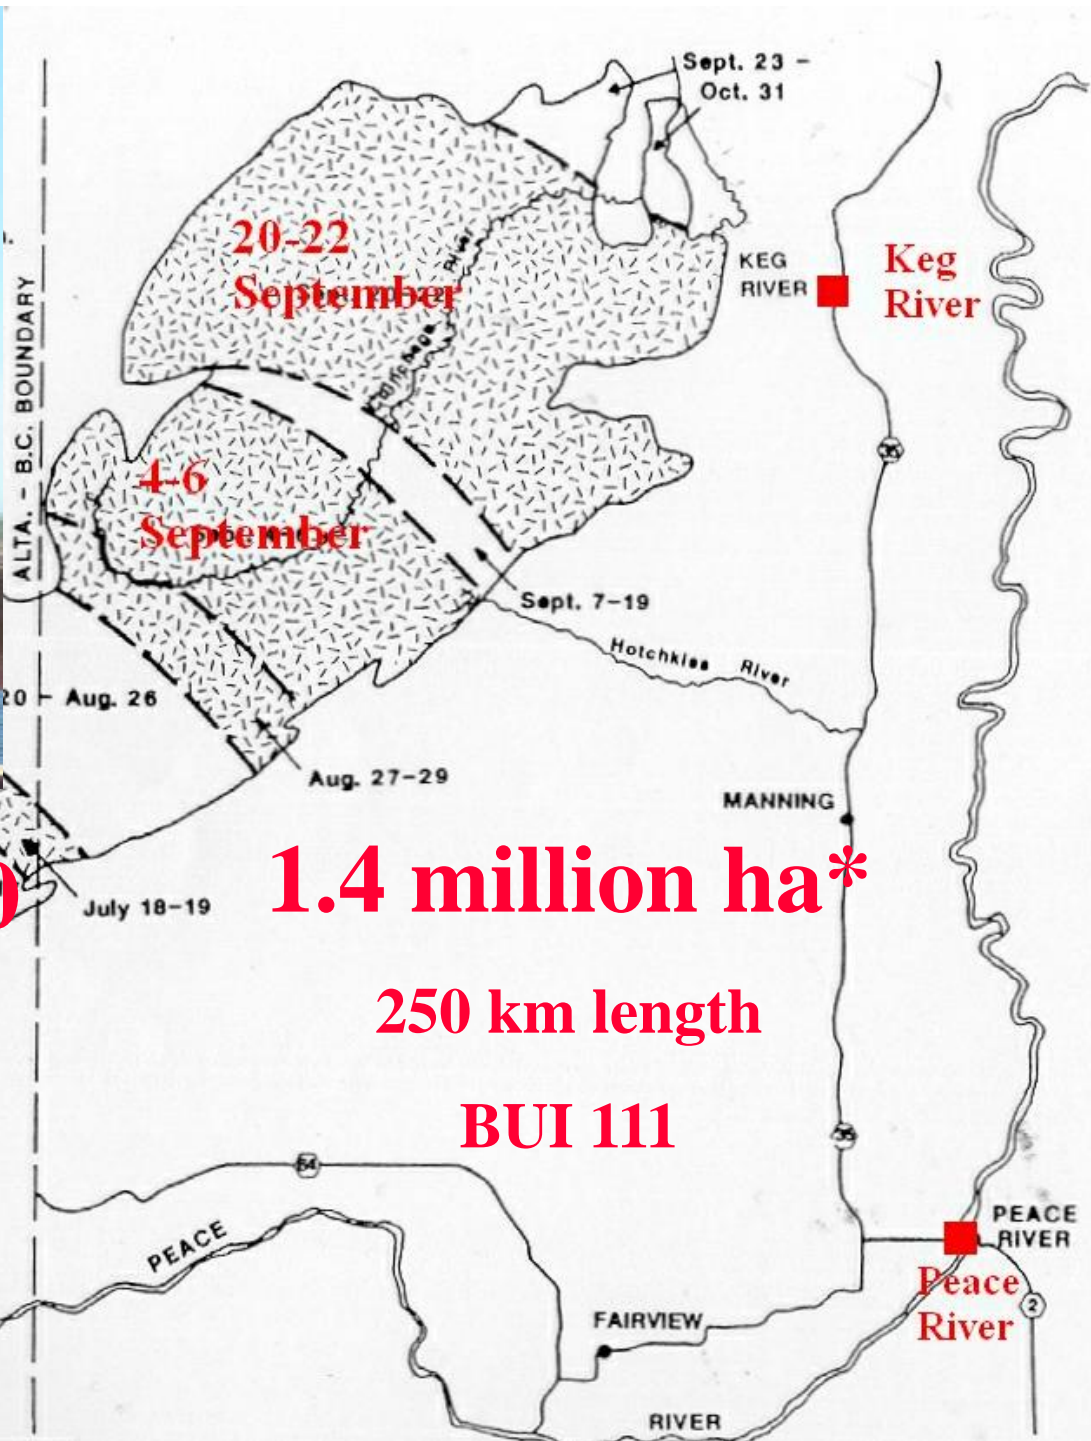 Sept. 23 –
Oct. 31
20-22
September
River
KEG
RIVER
Keg
River
ALTA. – B.C. BOUNDARY
35
4-6
September
Sept. 7–19
Hotchkiss River
20 – Aug. 26
Aug. 27–29
MANNING
1.4 million ha*
July 18–19
250 km length
BUI 111
35
64
PEACE
PEACE
RIVER
Peace
River
2
FAIRVIEW
RIVER